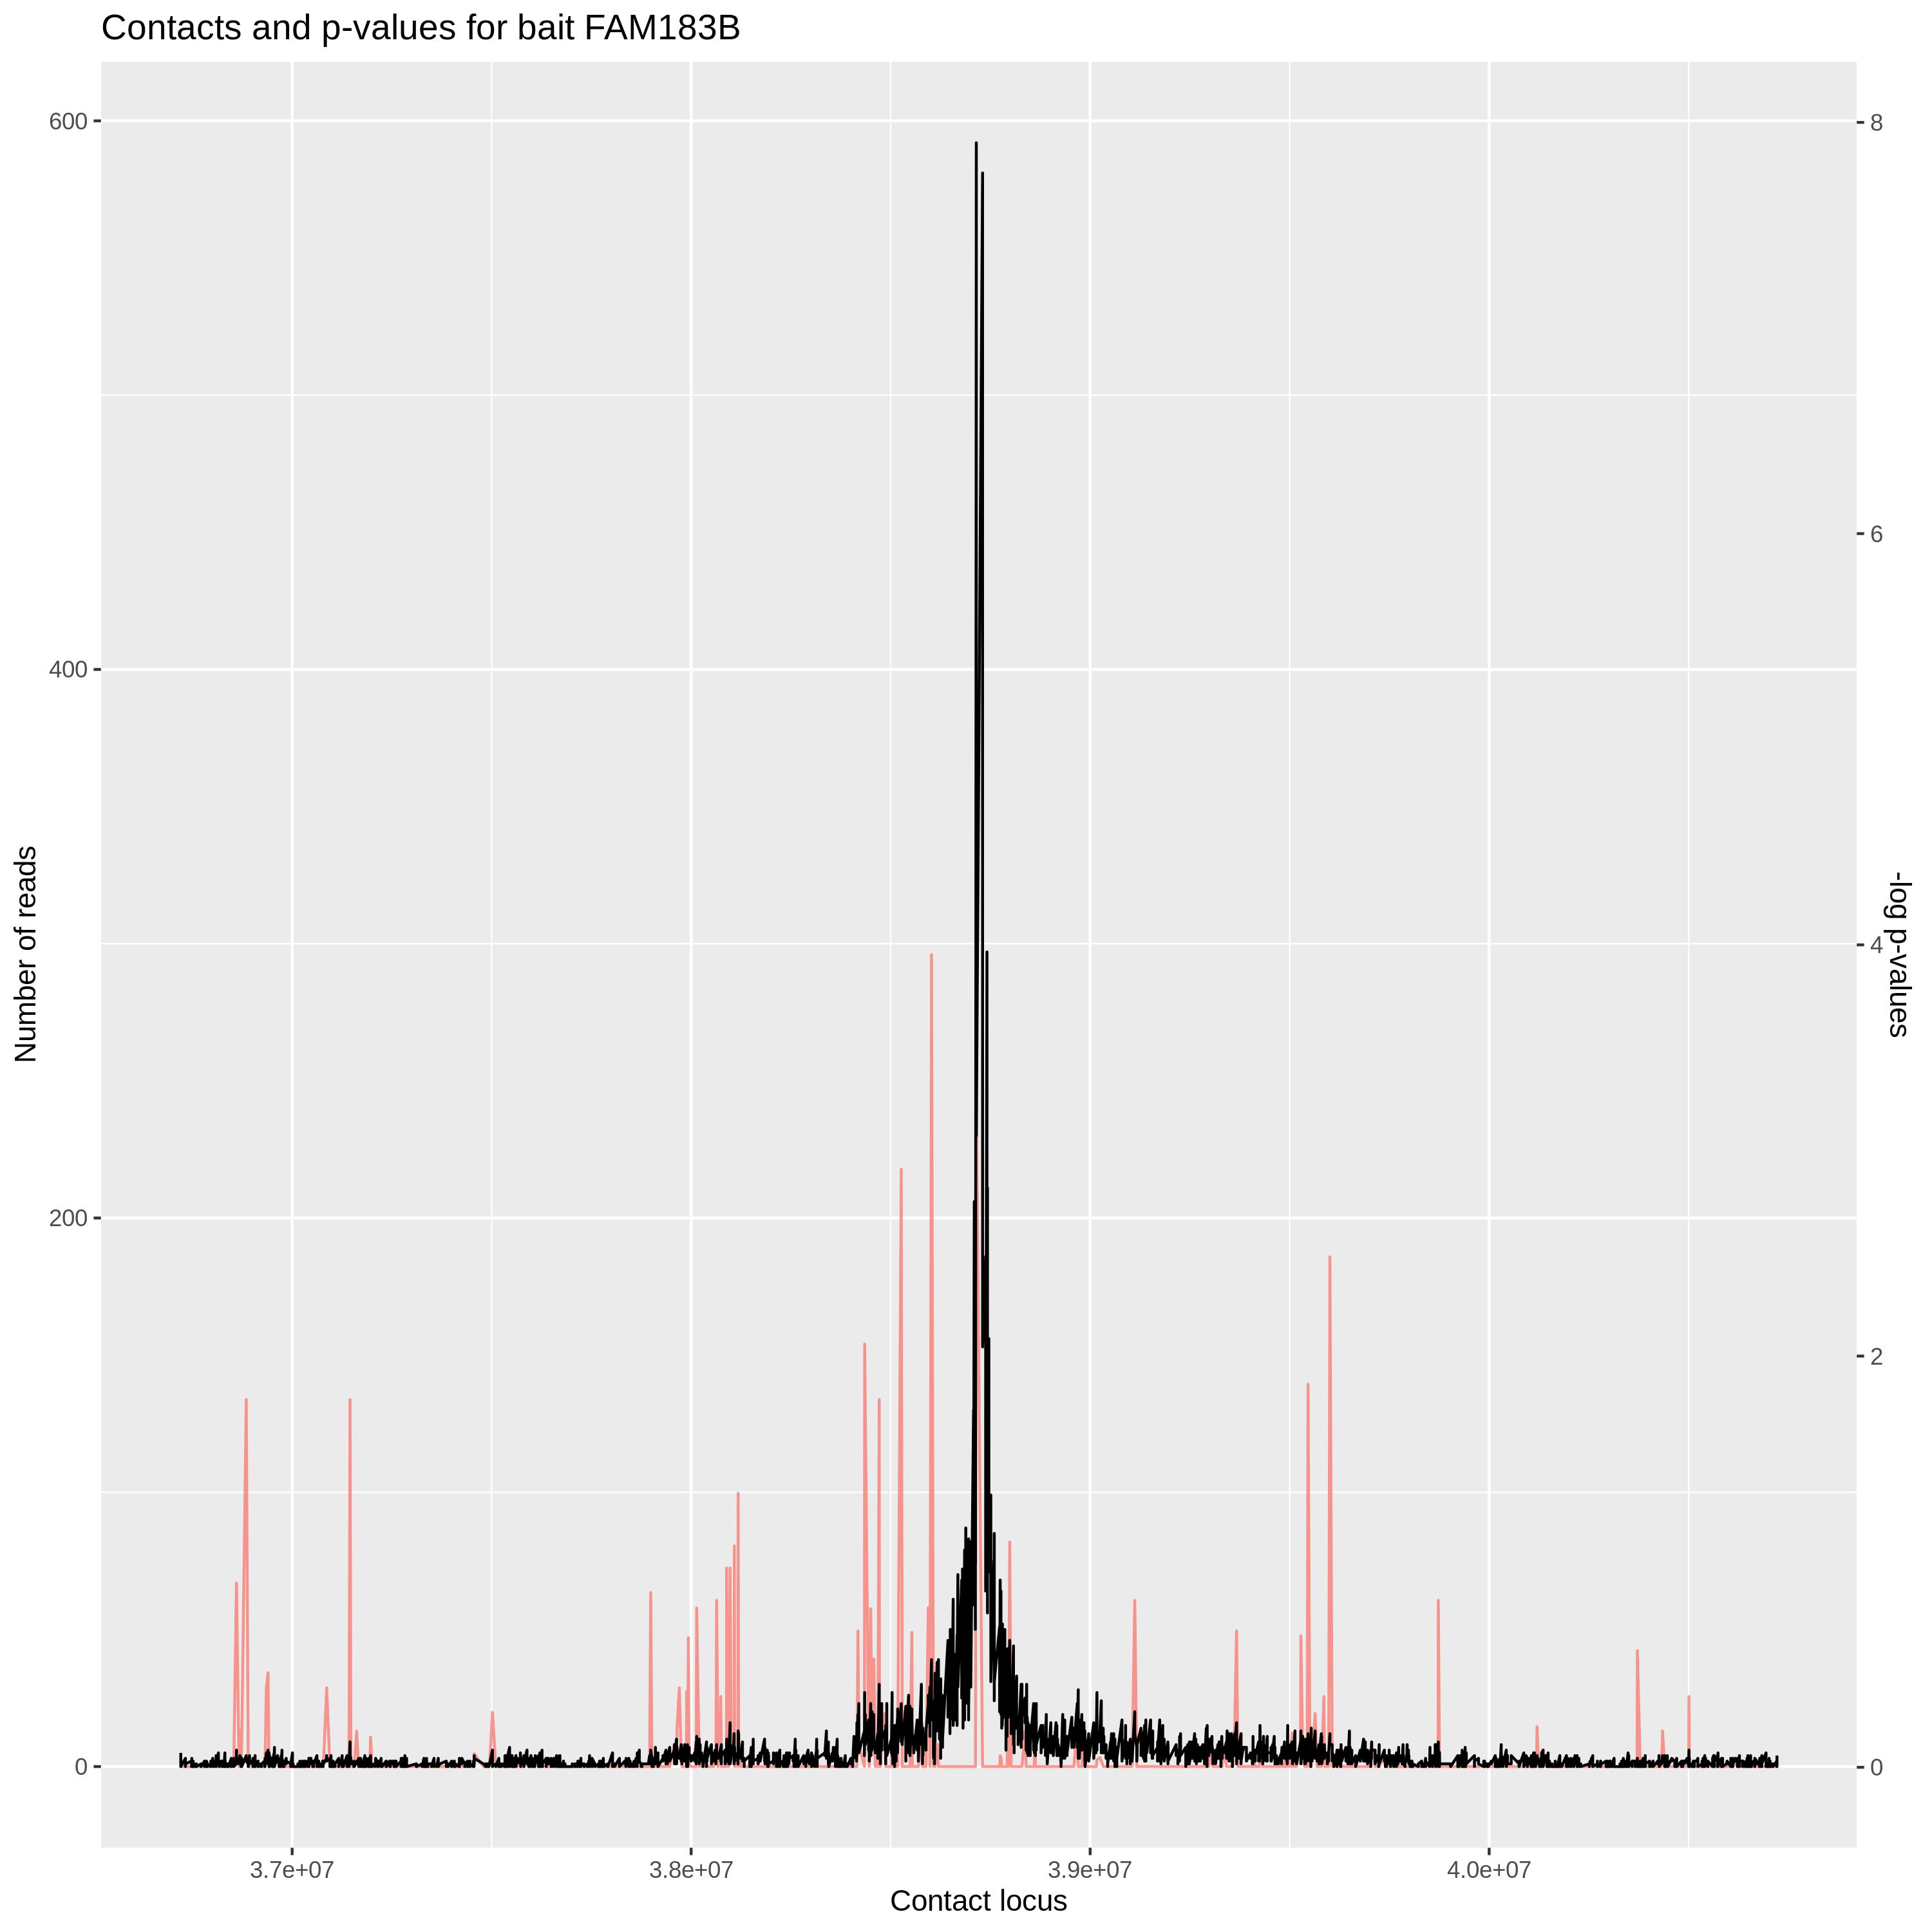 Contacts and p-values for bait FAM183B
600
400
200
0
Number of reads
8
6
4
2
0
-log p-values
3.7e+07 3.8e+07 3.9e+07 4.0e+07
Contact locus